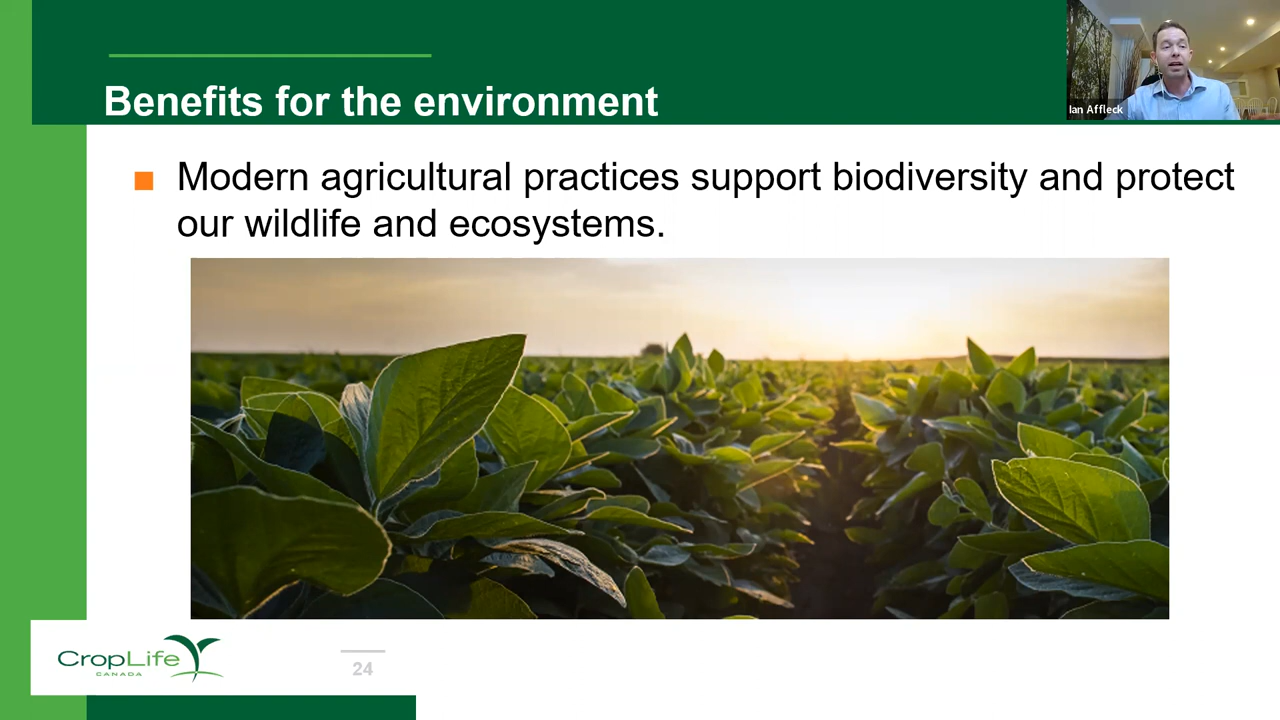 Benefits for the environment
Ian Affleck
Modern agricultural practices support biodiversity and protect
our wildlife and ecosystems.
CropLife
CANADA
24